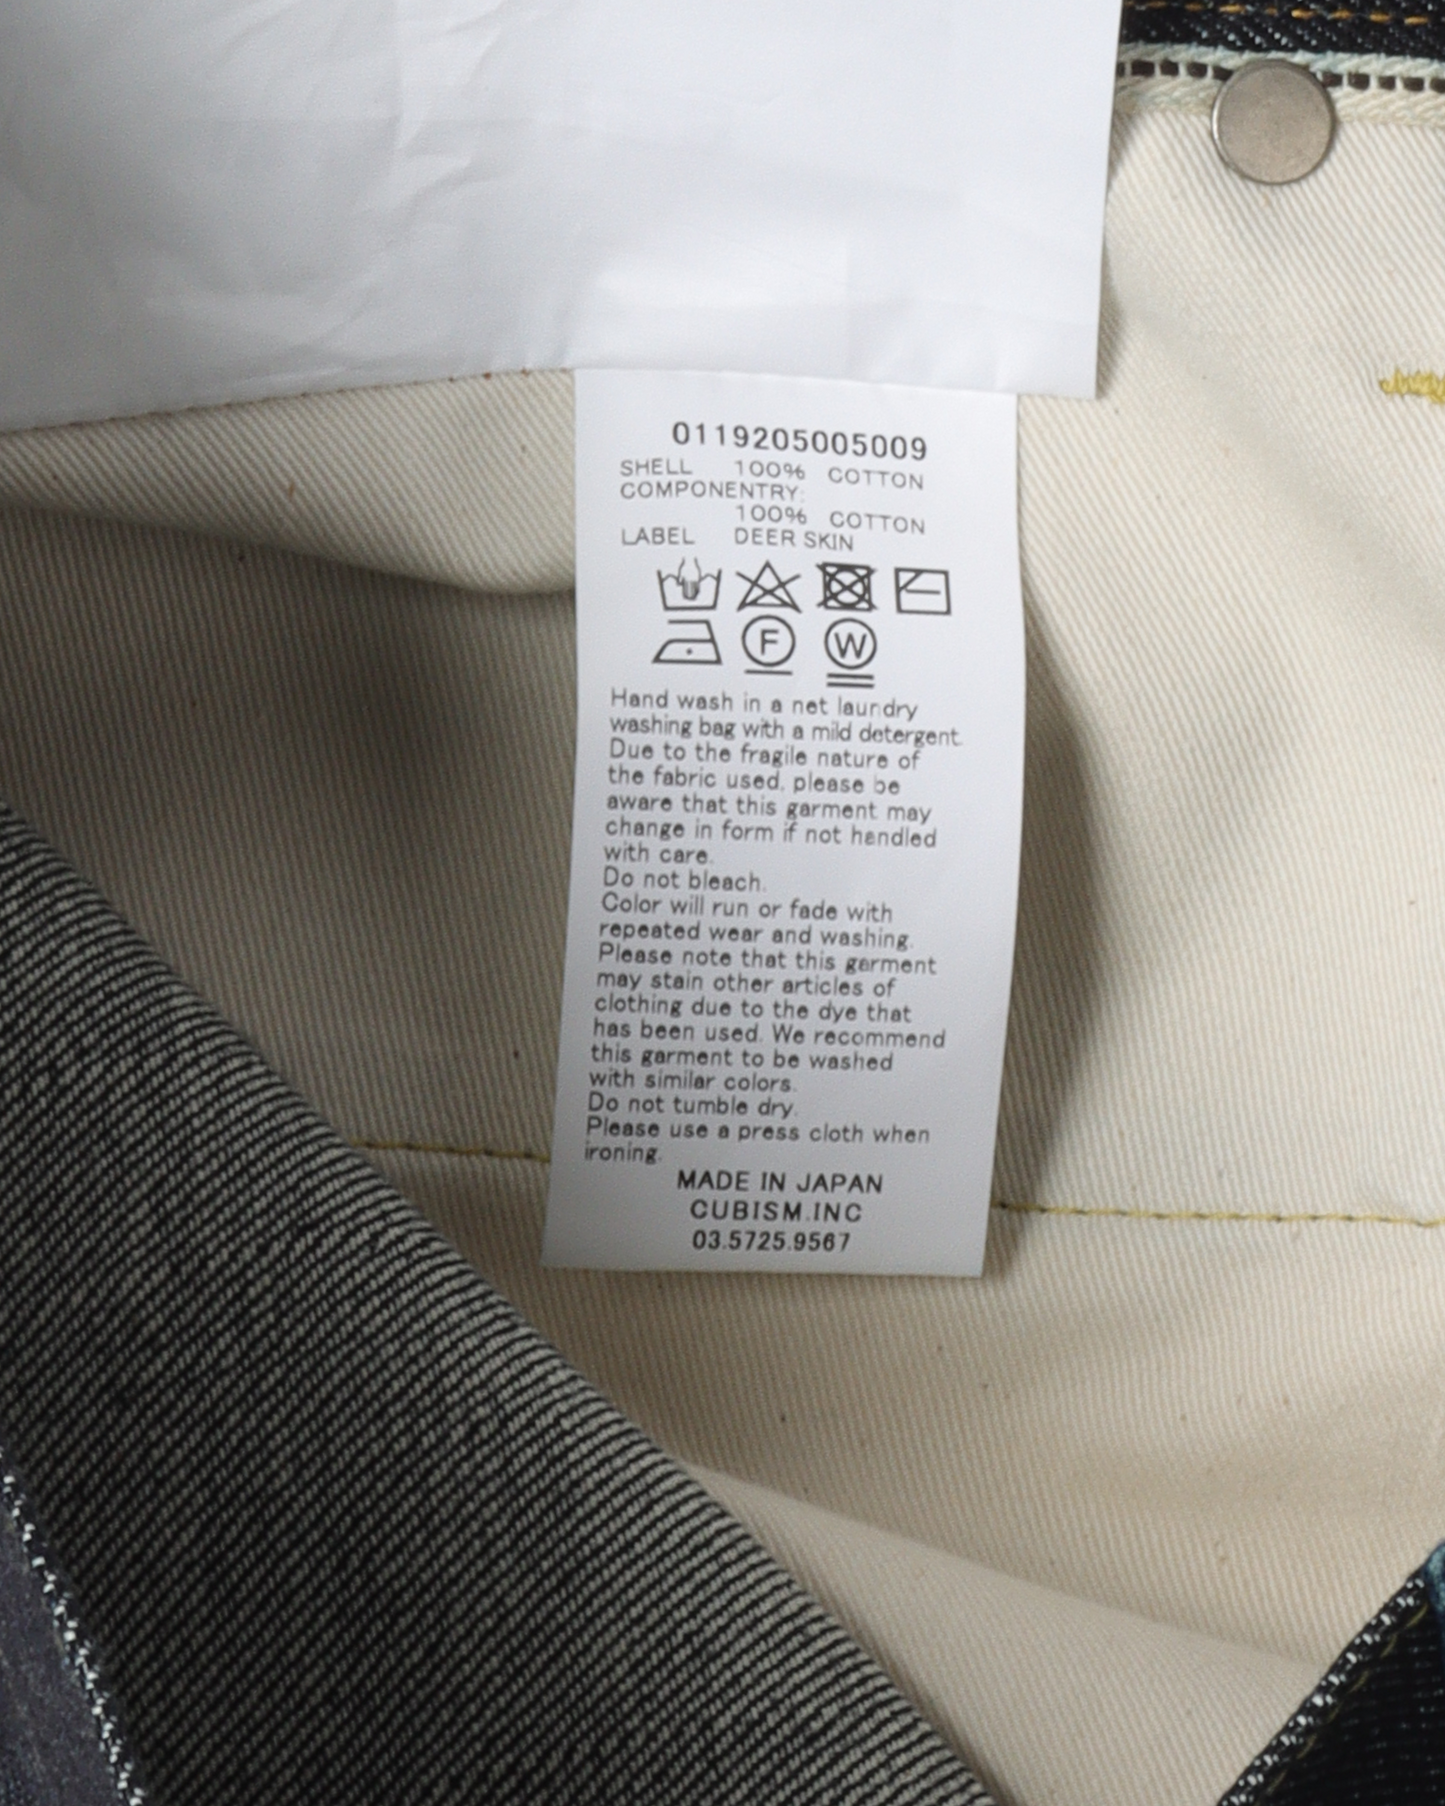 0119205005009
SHELL 100% COTTON
COMPONENTRY:
100% COTTON
LABEL DEER SKIN
F W
Hand wash in a net laundry
washing bag with a mild detergent.
Due to the fragile nature of
the fabric used, please be
aware that this garment may
change in form if not handled
with care.
Do not bleach.
Color will run or fade with
repeated wear and washing.
Please note that this garment
may stain other articles of
clothing due to the dye that
has been used. We recommend
this garment to be washed
with similar colors.
Do not tumble dry.
Please use a press cloth when
ironing.
MADE IN JAPAN
CUBISM.INC
03.5725.9567